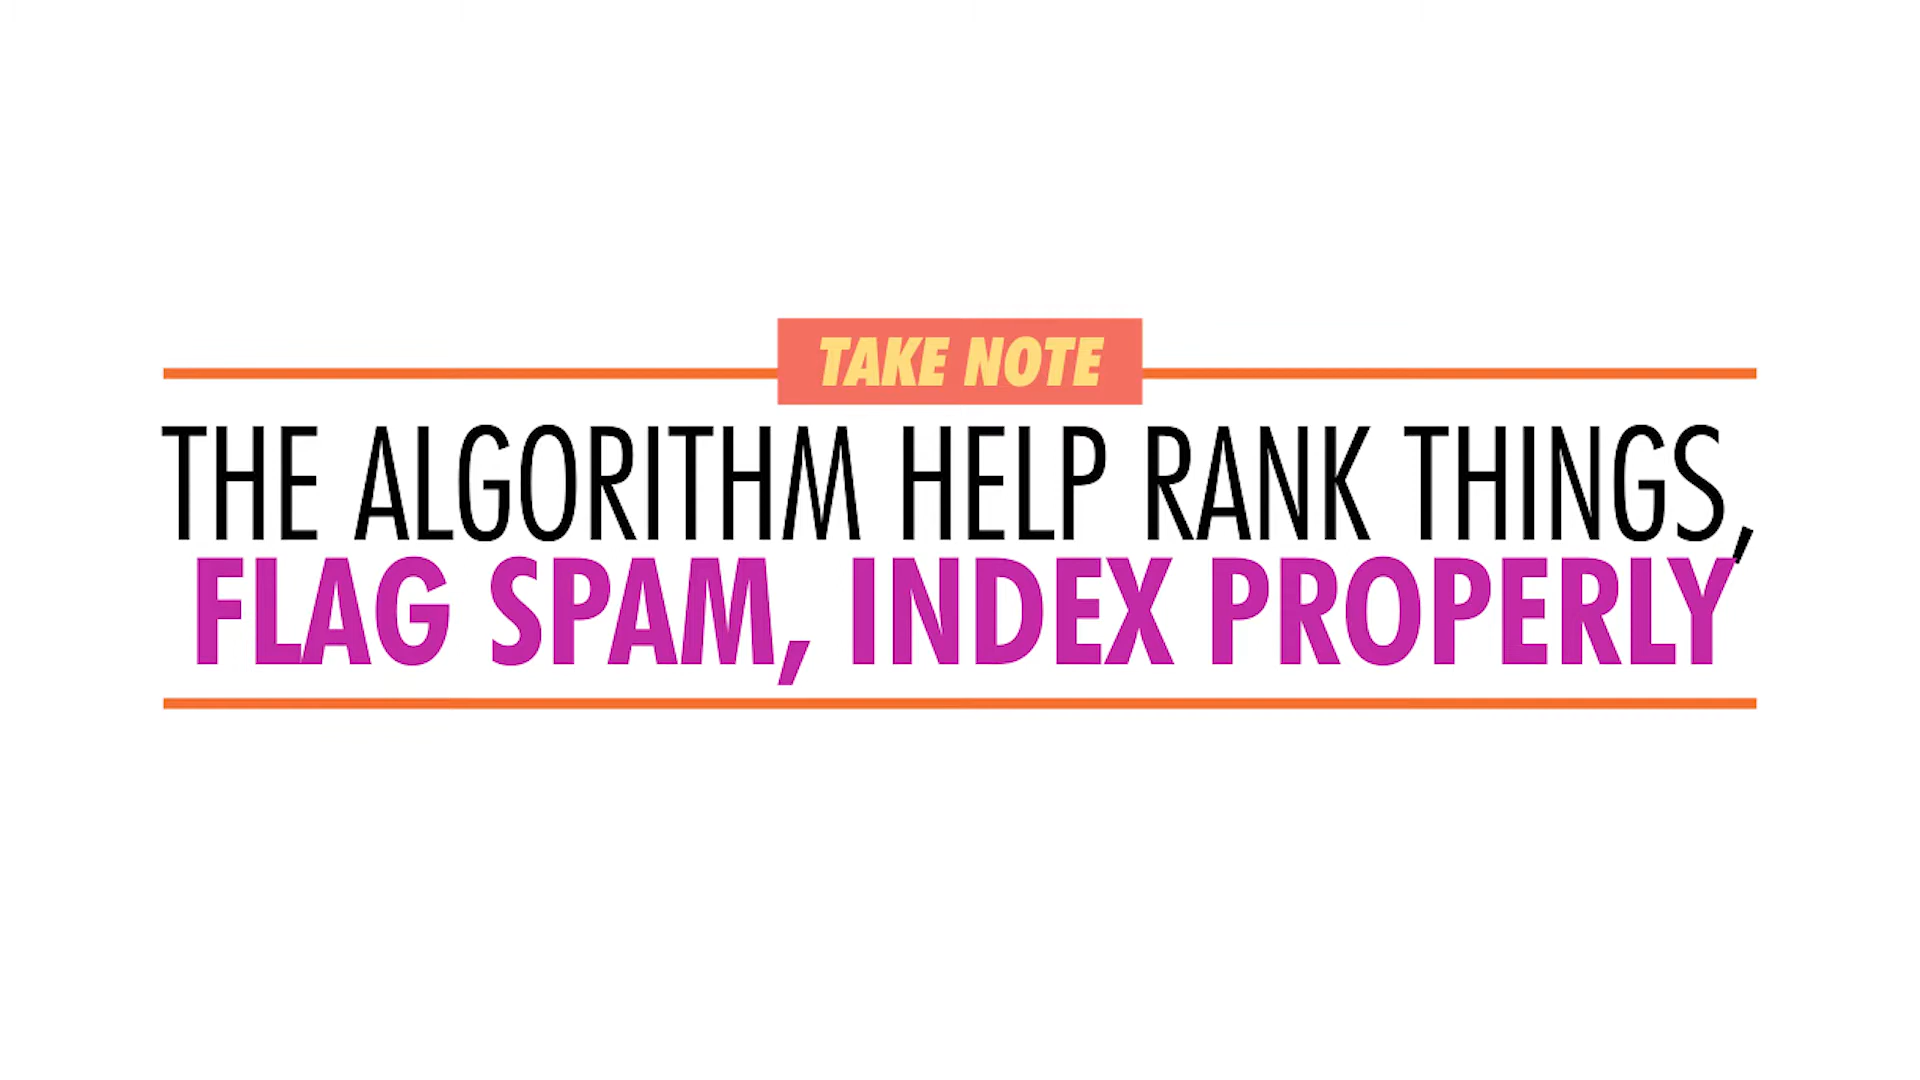 TAKE NOTE
THE ALGORITHM HELP RANK THINGS,
FLAG SPAM, INDEX PROPERLY